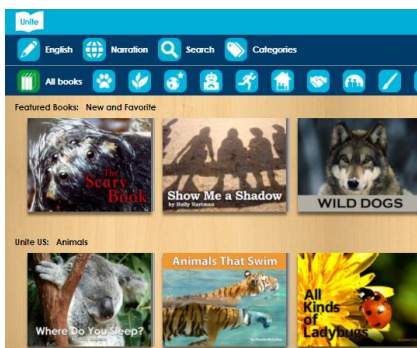 Unite
English Narration Search Categories
All books
Featured Books: New and Favorite
The
Scary
Book
Show Me a Shadow
by Holly Hartman
WILD DOGS
Unite US: Animals
Where Do You Sleep?
Animals That Swim
All
Kinds
of
Ladybugs